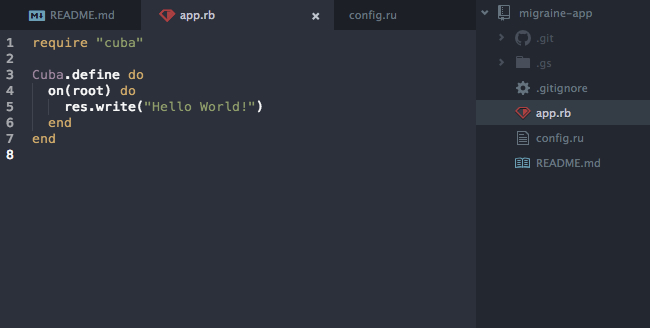 README.md app.rb × config.ru
1 require "cuba"
2
3 Cuba.define do
4   on(root) do
5     res.write("Hello World!")
6   end
7 end
8
migraine-app
.git
.gs
.gitignore
app.rb
config.ru
README.md